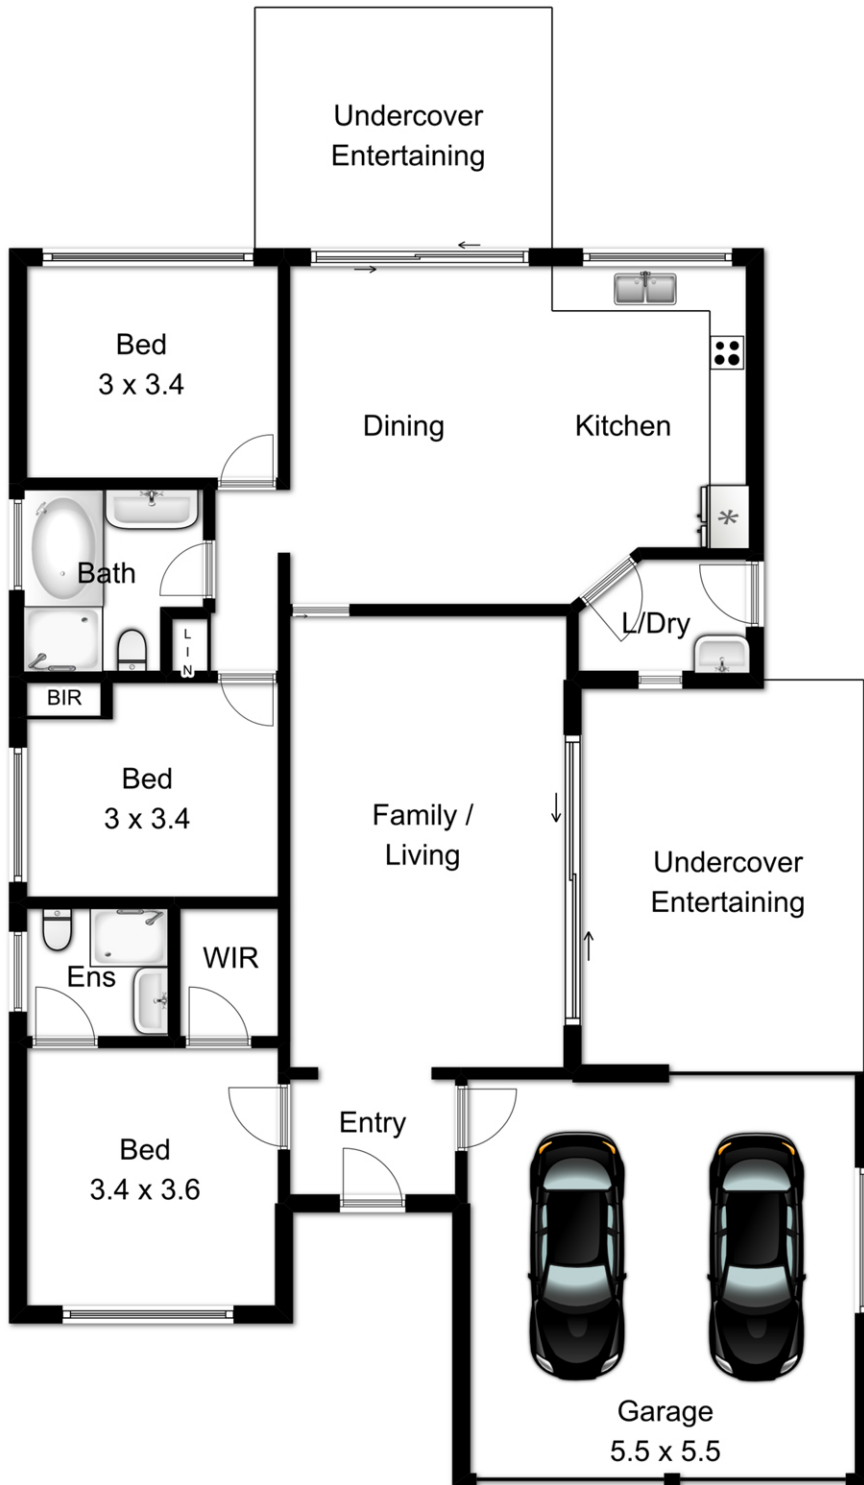 Undercover
Entertaining
Bed
3 x 3.4
Dining
Kitchen
Bath
LIN
L/Dry
BIR
Bed
3 x 3.4
Family /
Living
Undercover
Entertaining
Ens
WIR
Bed
3.4 x 3.6
Entry
Garage
5.5 x 5.5